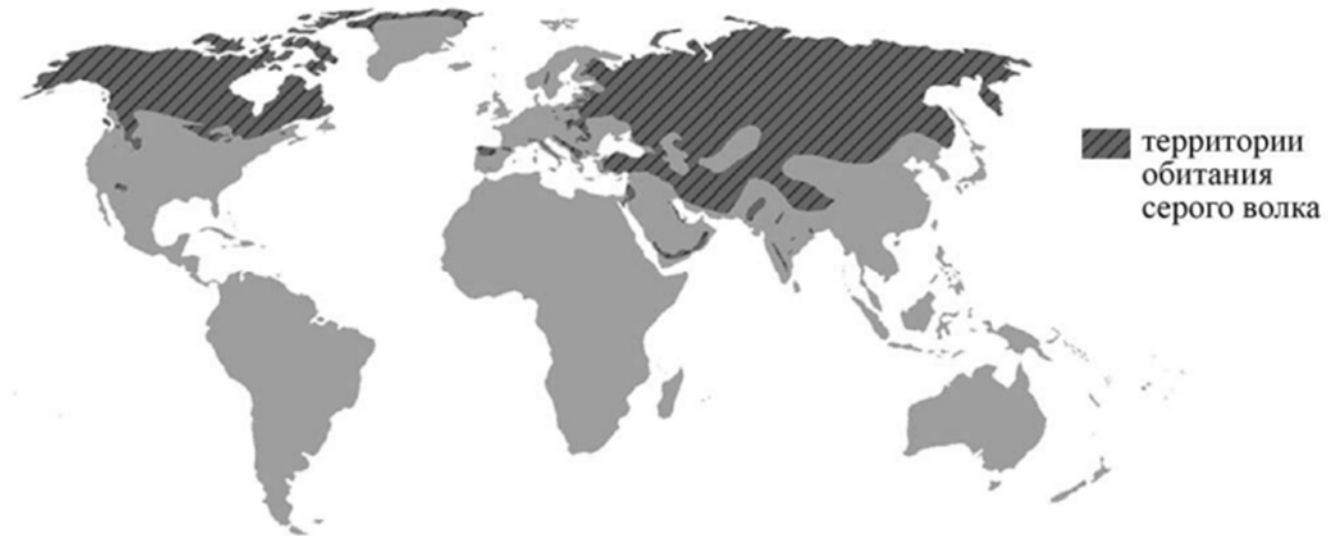 территории
обитания
серого волка